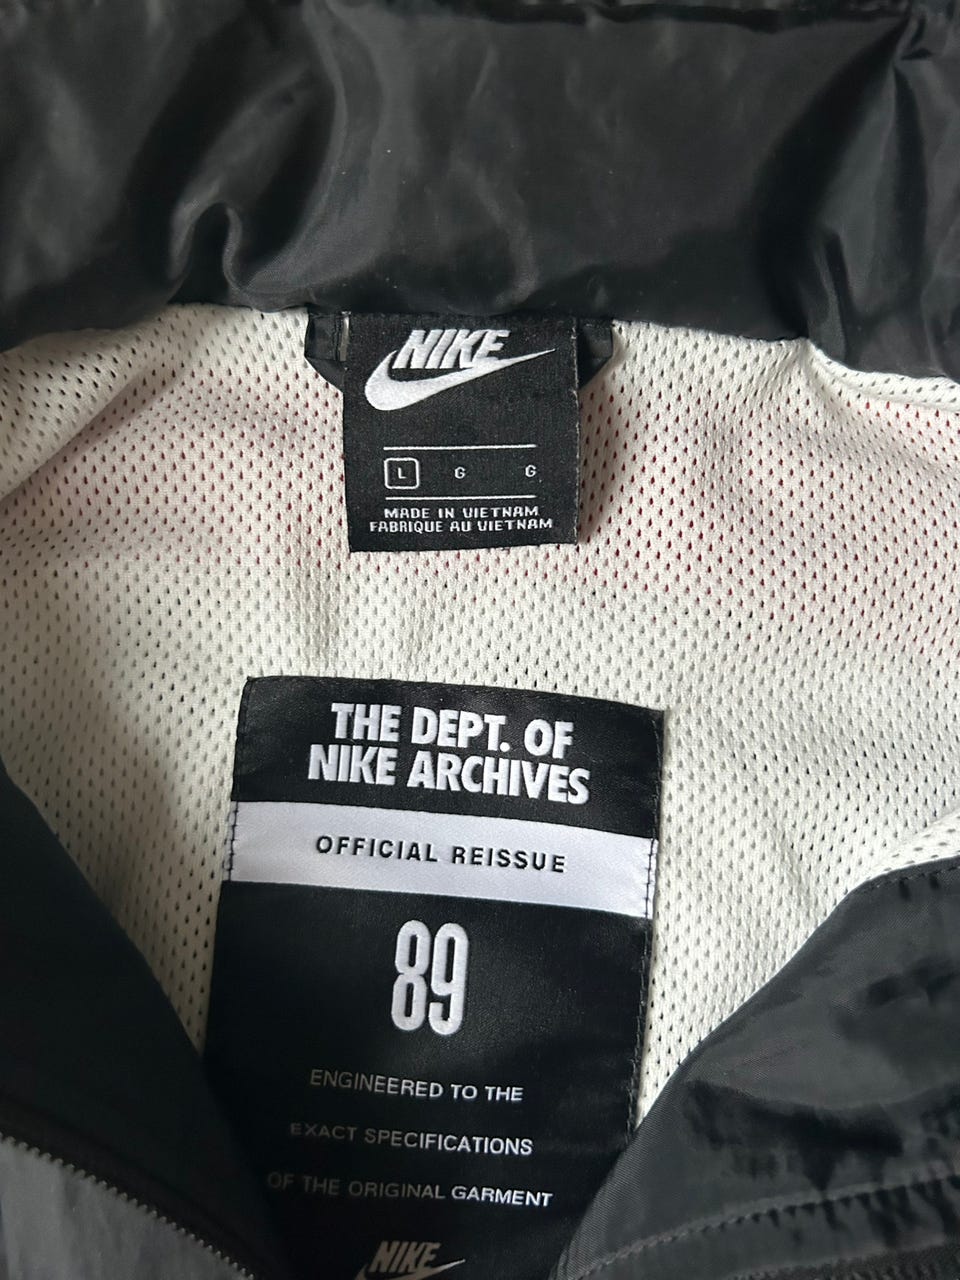 NIKE
L G G
MADE IN VIETNAM
FABRIQUE AU VIETNAM
THE DEPT. OF
NIKE ARCHIVES
OFFICIAL REISSUE
89
ENGINEERED TO THE
EXACT SPECIFICATIONS
OF THE ORIGINAL GARMENT
NIKE